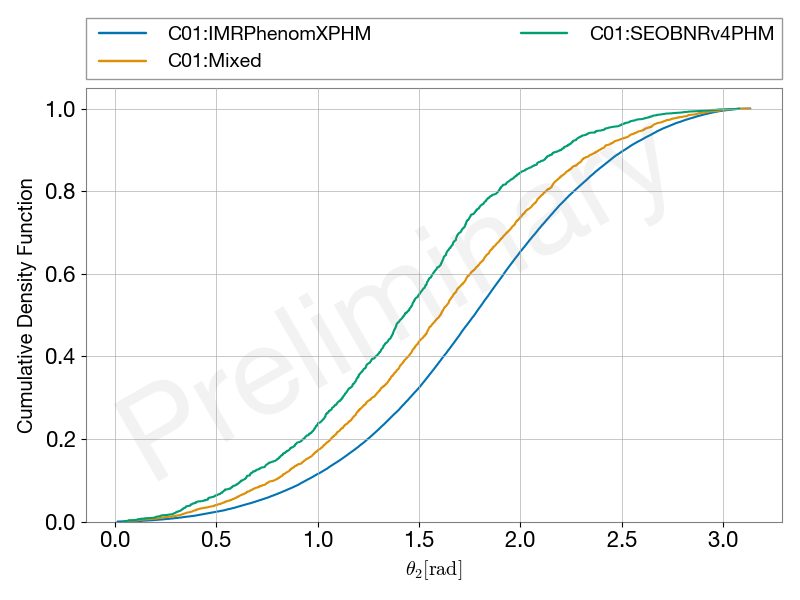 C01:IMRPhenomXPHM
C01:Mixed
C01:SEOBNRv4PHM
1.0
0.8
0.6
0.4
0.2
0.0
Cumulative Density Function
Preliminary
0.0 0.5 1.0 1.5 2.0 2.5 3.0
θ₂[rad]